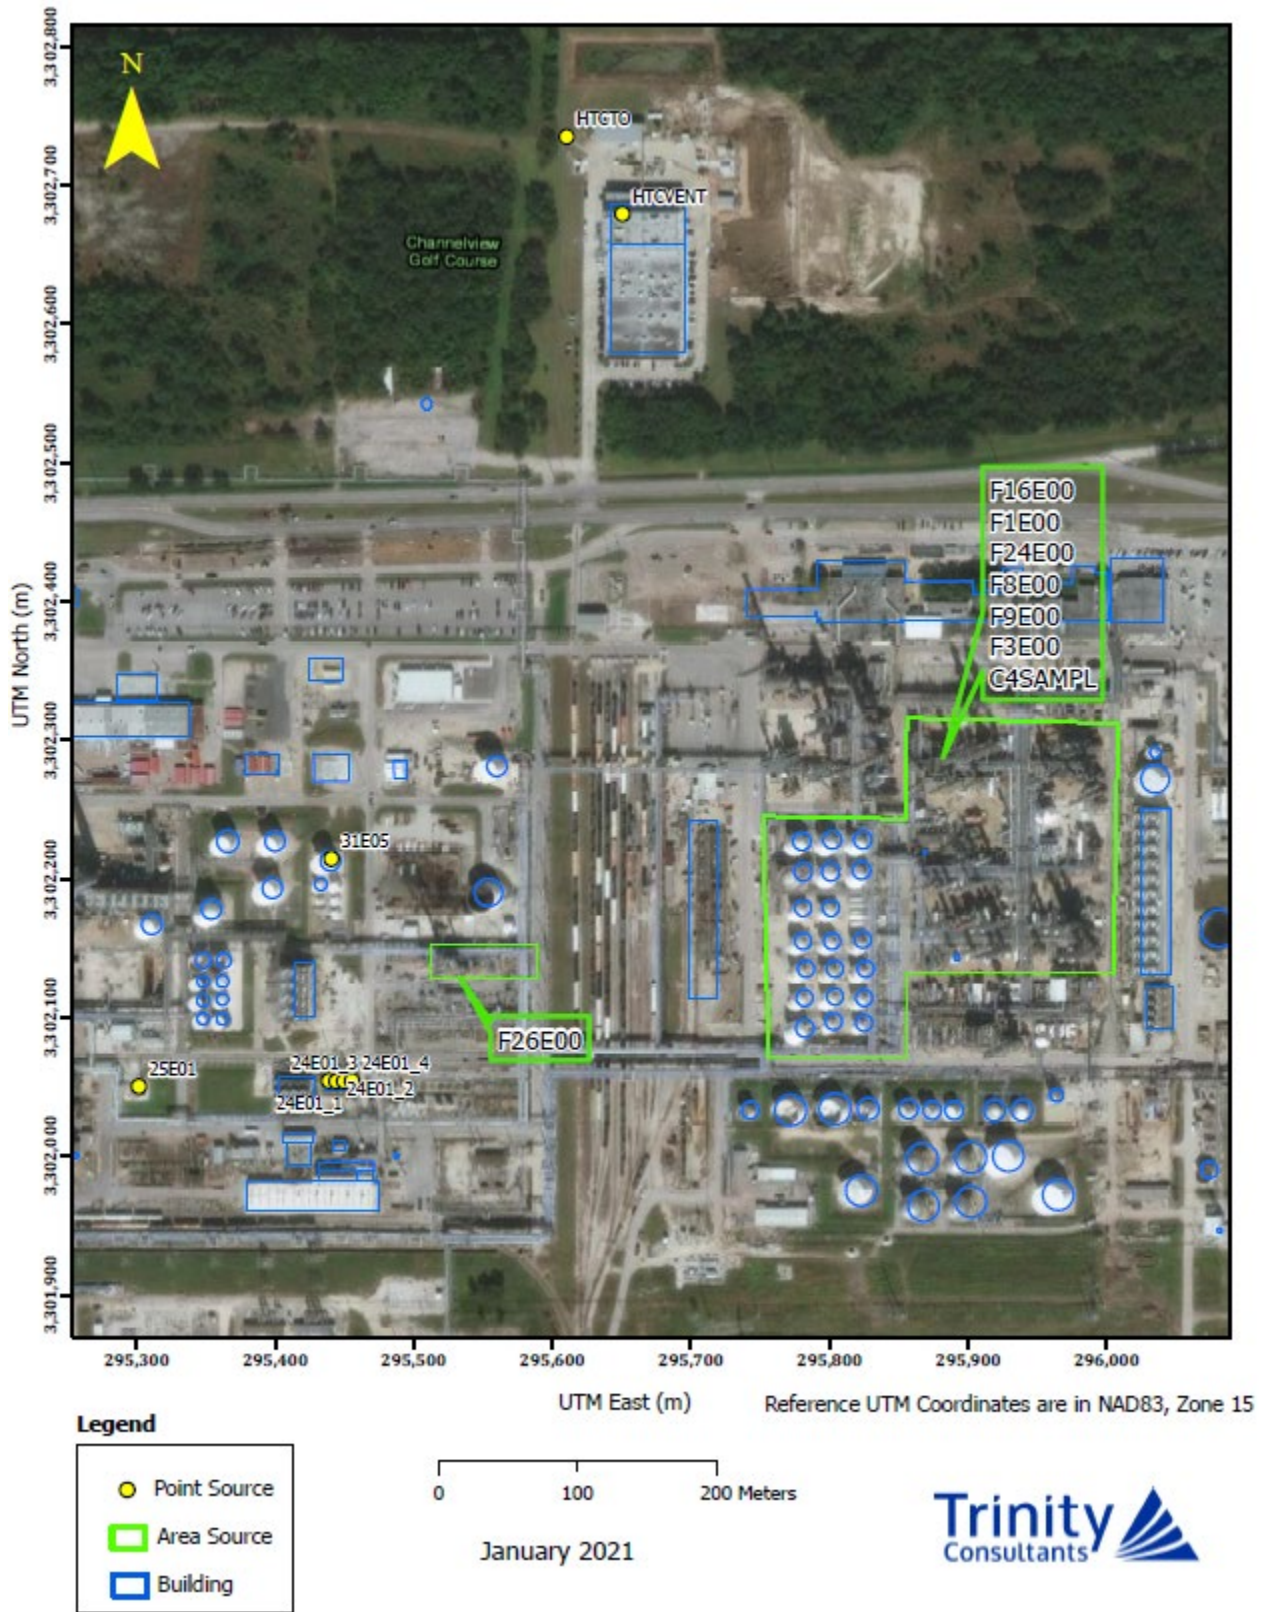 3,302,800
N
HTCTO
3,302,700
HTCVENT
Channelview
Golf Course
3,302,600
3,302,500
F16E00
F1E00
F24E00
F8E00
F9E00
F3E00
C4SAMPL
3,302,400
UTM North (m)
3,302,300
31E05
3,302,200
3,302,100
F26E00
25E01
24E01_3 24E01_4
24E01_1 24E01_2
3,302,000
3,301,900
295,300 295,400 295,500 295,600 295,700 295,800 295,900 296,000
UTM East (m)
Reference UTM Coordinates are in NAD83, Zone 15
Legend
Point Source
Area Source
Building
0 100 200 Meters
January 2021
Trinity
Consultants